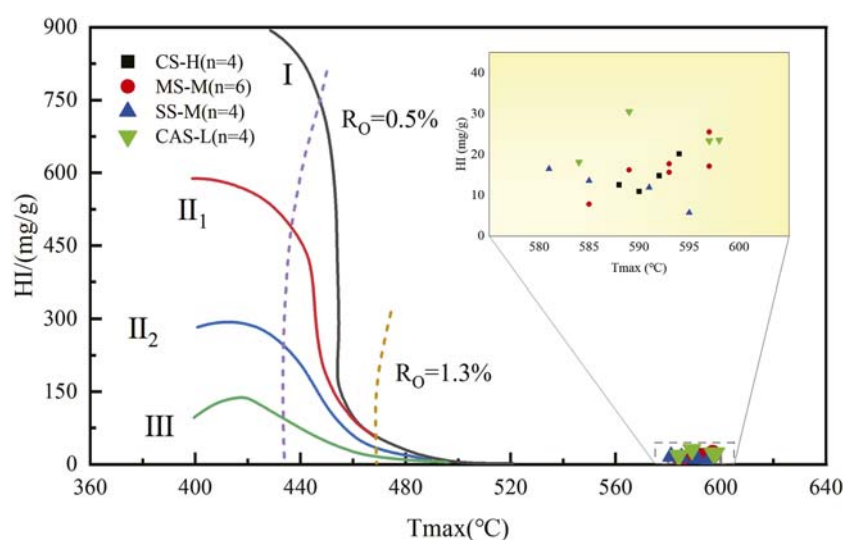 900
750
600
450
300
150
0
HI/(mg/g)
CS-H(n=4)
MS-M(n=6)
SS-M(n=4)
CAS-L(n=4)
I
II₁
II₂
III
R_O=0.5%
R_O=1.3%
40
30
20
10
0
HI (mg/g)
580 585 590 595 600
Tmax (℃)
360 400 440 480 520 560 600 640
Tmax(℃)